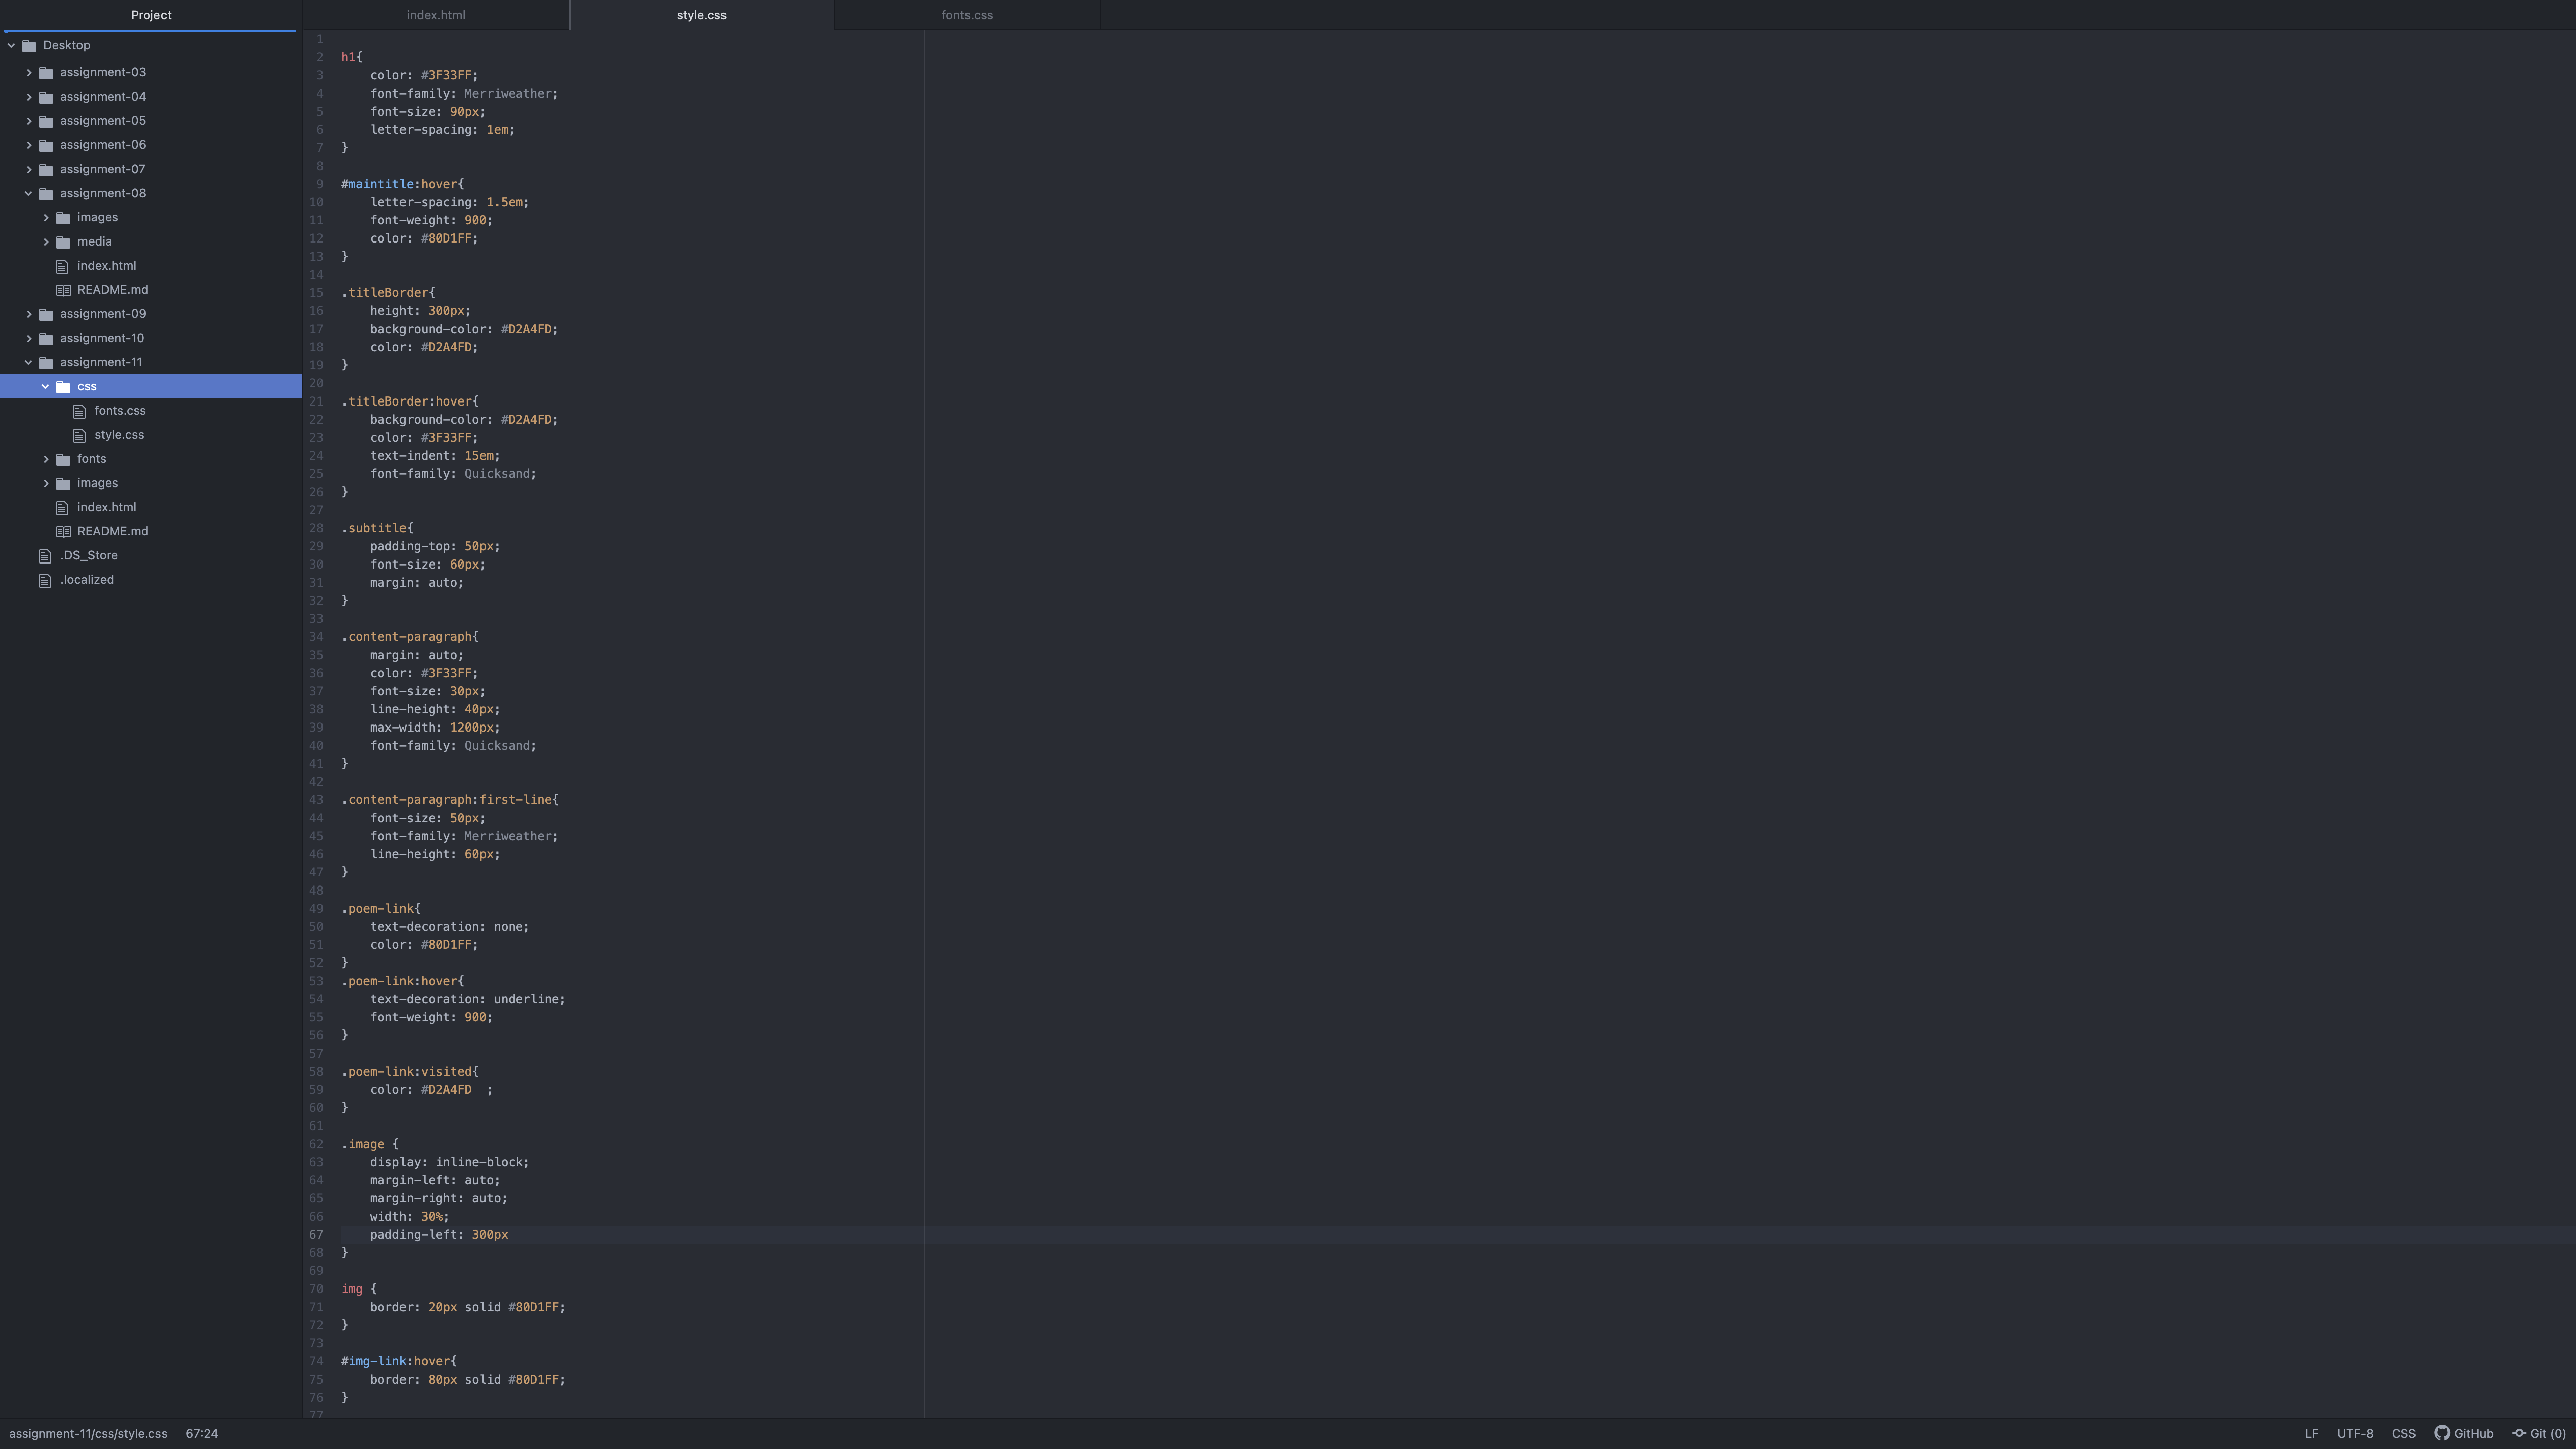 Project
Desktop
assignment-03
assignment-04
assignment-05
assignment-06
assignment-07
assignment-08
images
media
index.html
README.md
assignment-09
assignment-10
assignment-11
css
fonts.css
style.css
fonts
images
index.html
README.md
.DS_Store
.localized
index.html
style.css
fonts.css
1
2 h1{
3 color: #3F33FF;
4 font-family: Merriweather;
5 font-size: 90px;
6 letter-spacing: 1em;
7 }
8
9 #maintitle:hover{
10 letter-spacing: 1.5em;
11 font-weight: 900;
12 color: #80D1FF;
13 }
14
15 .titleBorder{
16 height: 300px;
17 background-color: #D2A4FD;
18 color: #D2A4FD;
19 }
20
21 .titleBorder:hover{
22 background-color: #D2A4FD;
23 color: #3F33FF;
24 text-indent: 15em;
25 font-family: Quicksand;
26 }
27
28 .subtitle{
29 padding-top: 50px;
30 font-size: 60px;
31 margin: auto;
32 }
33
34 .content-paragraph{
35 margin: auto;
36 color: #3F33FF;
37 font-size: 30px;
38 line-height: 40px;
39 max-width: 1200px;
40 font-family: Quicksand;
41 }
42
43 .content-paragraph:first-line{
44 font-size: 50px;
45 font-family: Merriweather;
46 line-height: 60px;
47 }
48
49 .poem-link{
50 text-decoration: none;
51 color: #80D1FF;
52 }
53 .poem-link:hover{
54 text-decoration: underline;
55 font-weight: 900;
56 }
57
58 .poem-link:visited{
59 color: #D2A4FD  ;
60 }
61
62 .image {
63 display: inline-block;
64 margin-left: auto;
65 margin-right: auto;
66 width: 30%;
67 padding-left: 300px
68 }
69
70 img {
71 border: 20px solid #80D1FF;
72 }
73
74 #img-link:hover{
75 border: 80px solid #80D1FF;
76 }
77
assignment-11/css/style.css 67:24
LF UTF-8 CSS GitHub Git (0)